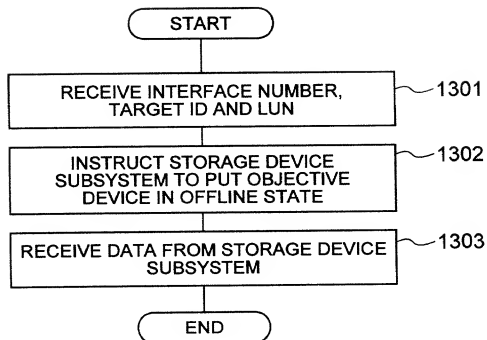 START
RECEIVE INTERFACE NUMBER,
TARGET ID AND LUN
1301
INSTRUCT STORAGE DEVICE
SUBSYSTEM TO PUT OBJECTIVE
DEVICE IN OFFLINE STATE
1302
RECEIVE DATA FROM STORAGE DEVICE
SUBSYSTEM
1303
END